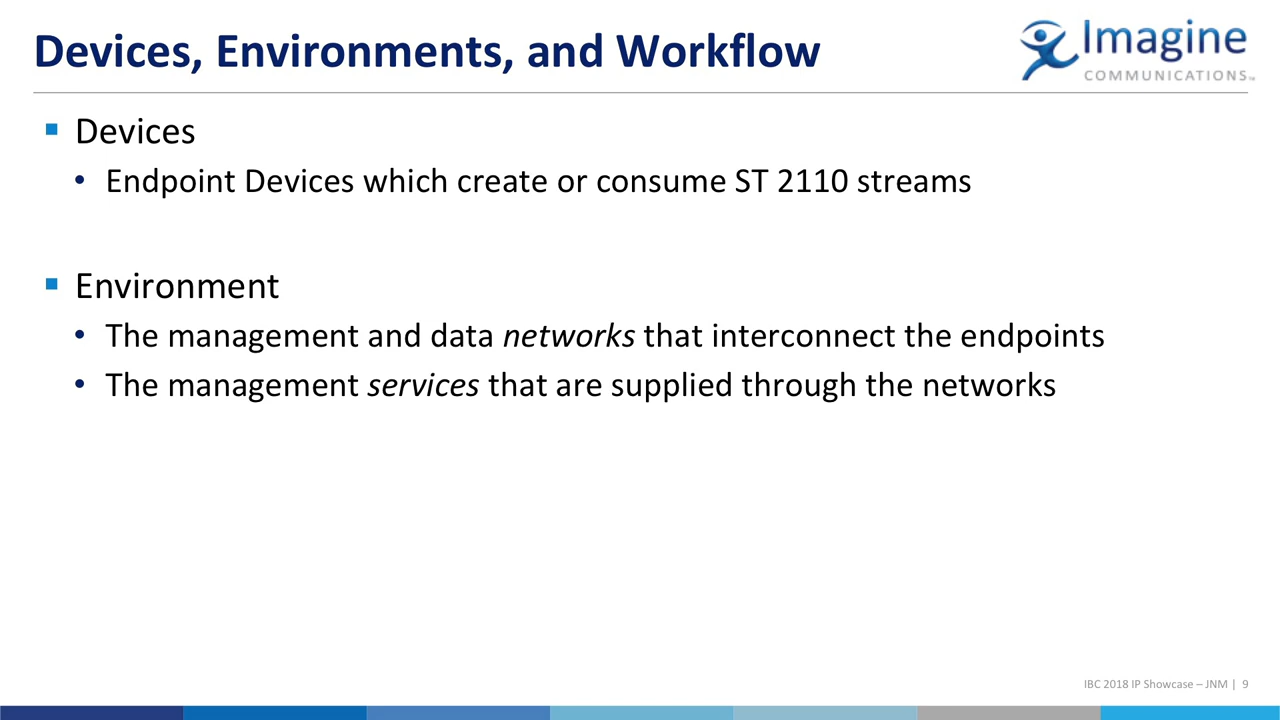 Devices, Environments, and Workflow
Imagine
COMMUNICATIONS™
▪ Devices
• Endpoint Devices which create or consume ST 2110 streams
▪ Environment
• The management and data networks that interconnect the endpoints
• The management services that are supplied through the networks
IBC 2018 IP Showcase – JNM | 9